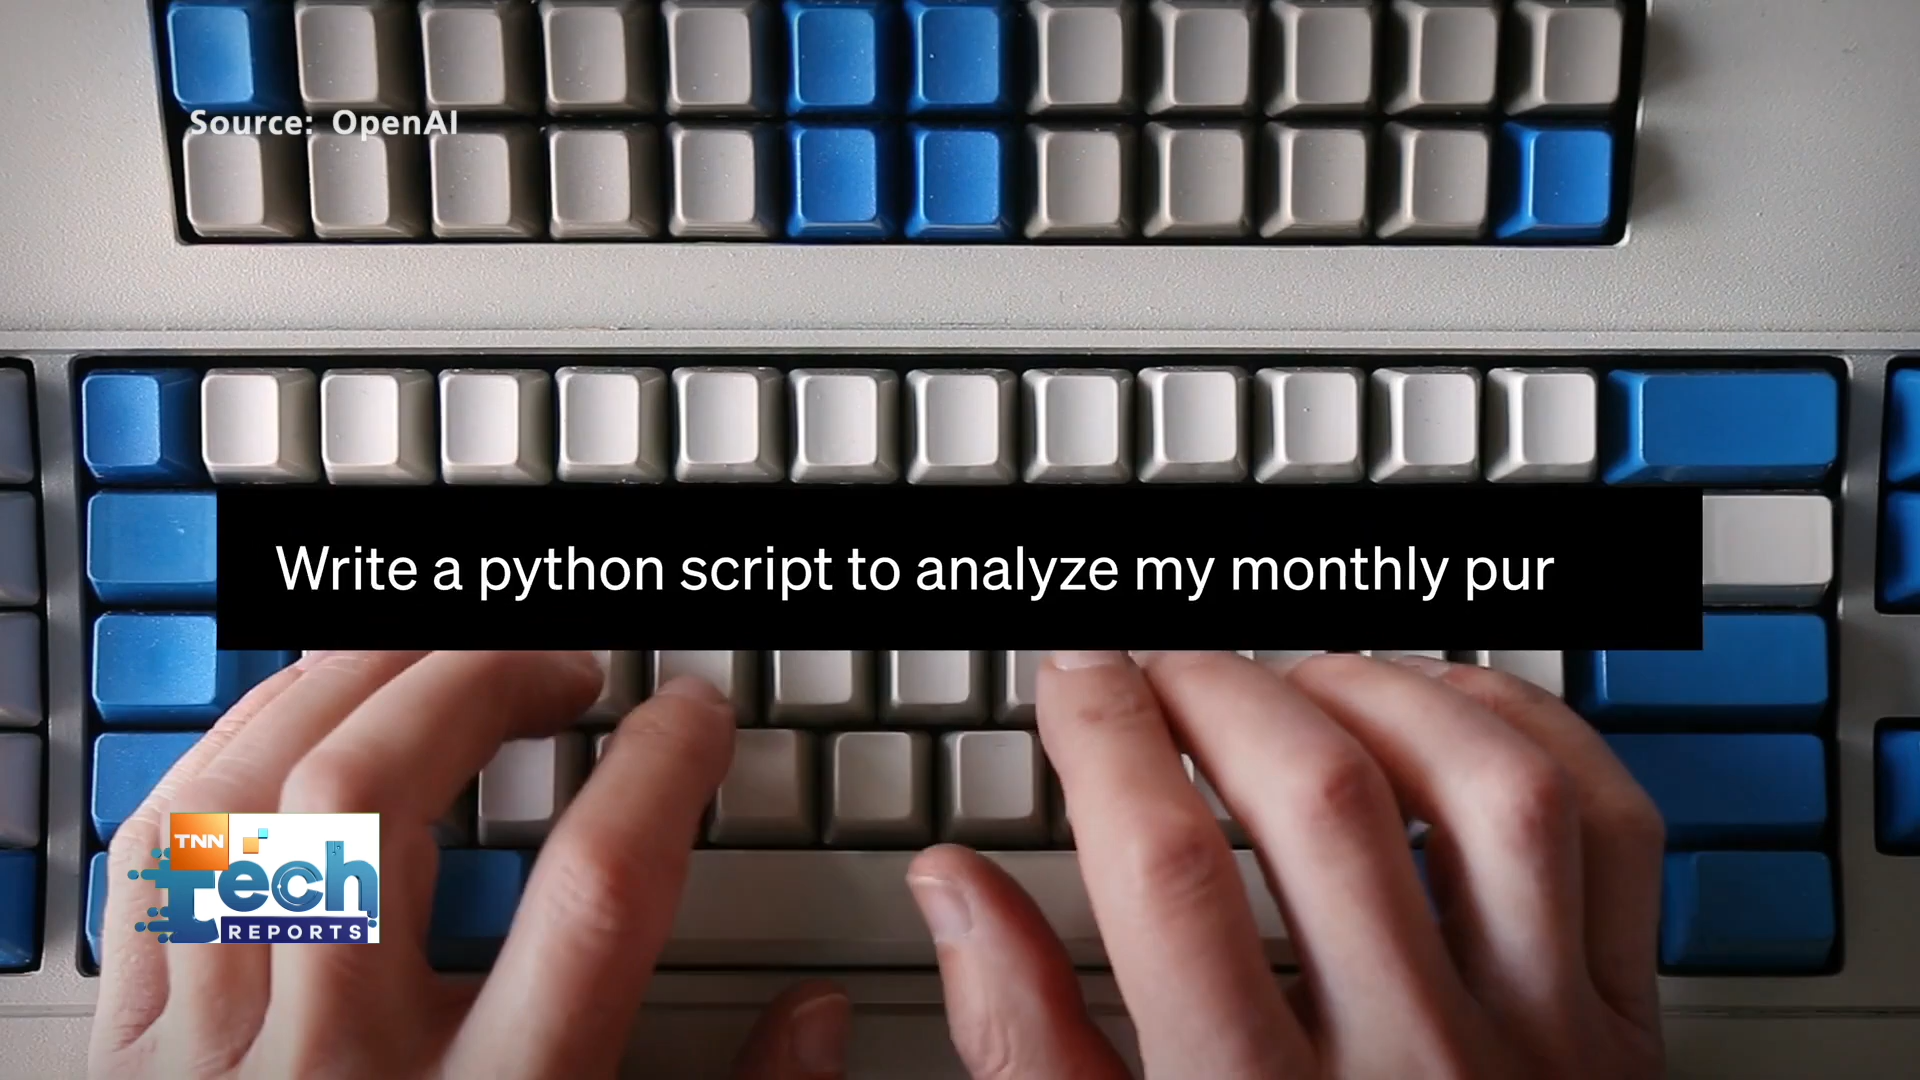 Source: OpenAI
Write a python script to analyze my monthly pur
TNN
Tech
REPORTS